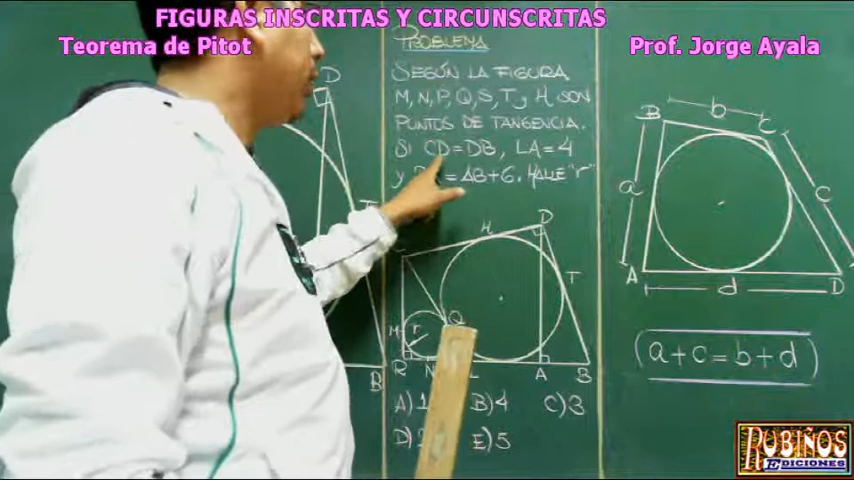 FIGURAS INSCRITAS Y CIRCUNSCRITAS
Teorema de Pitot
Prof. Jorge Ayala
PROBLEMA
SEGÚN LA FIGURA,
M, N, P, Q, S, T y H SON
PUNTOS DE TANGENCIA.
SI CD=DB, LA=4
y = AB+6. HALLE "r"
D
B
H
D
T
Q
M
r
R
N
L
A
B
A) 1
B) 4
C) 3
D)
E) 5
B
b
C
a
c
A
d
D
(a+c=b+d)
RUBIÑOS
EDICIONES